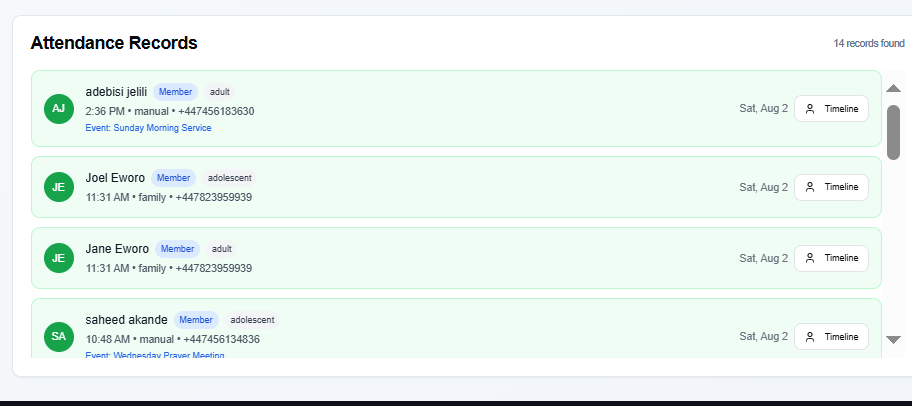 Attendance Records
14 records found
AJ
adebisi jelili Member adult
2:36 PM • manual • +447456183630
Event: Sunday Morning Service
Sat, Aug 2 Timeline
JE
Joel Eworo Member adolescent
11:31 AM • family • +447823959939
Sat, Aug 2 Timeline
JE
Jane Eworo Member adult
11:31 AM • family • +447823959939
Sat, Aug 2 Timeline
SA
saheed akande Member adolescent
10:48 AM • manual • +447456134836
Event: Wednesday Prayer Meeting
Sat, Aug 2 Timeline